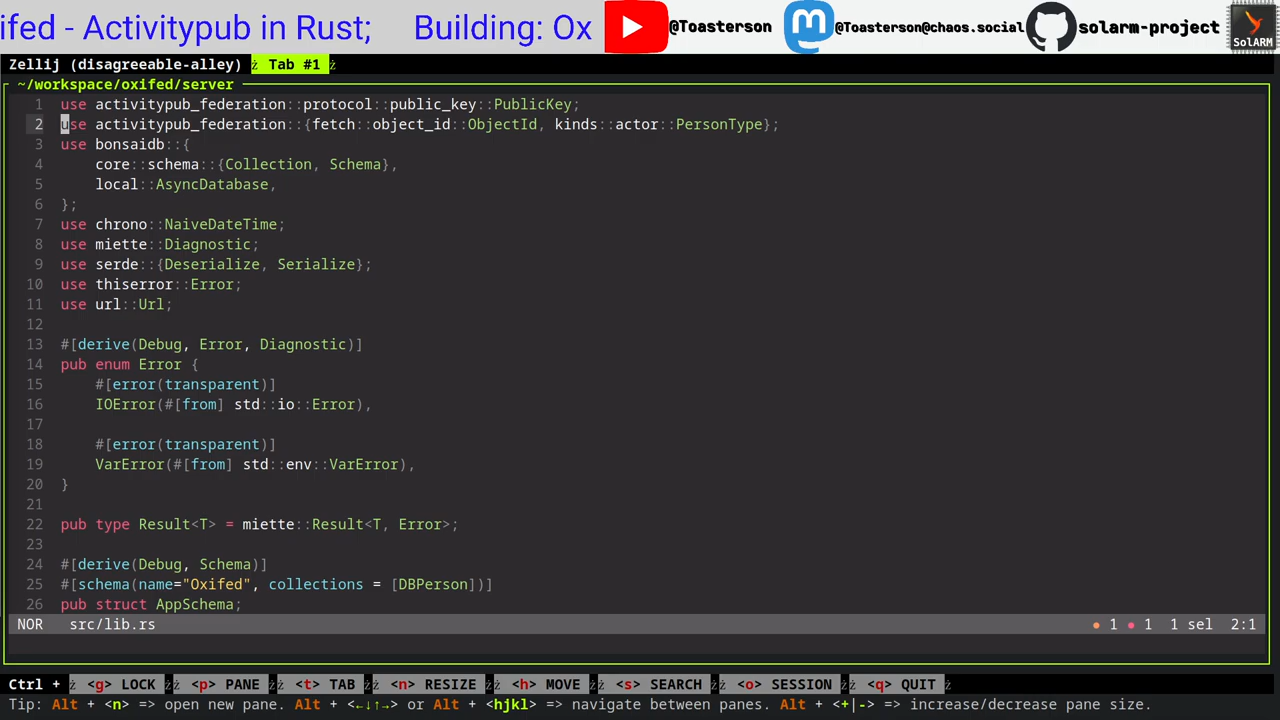 ifed - Activitypub in Rust;     Building: Ox
@Toasterson
@Toasterson@chaos.social
solarm-project
SolARM
Zellij (disagreeable-alley)  Tab #1
~/workspace/oxifed/server
1 use activitypub_federation::protocol::public_key::PublicKey;
2 use activitypub_federation::{fetch::object_id::ObjectId, kinds::actor::PersonType};
3 use bonsaidb::{
4     core::schema::{Collection, Schema},
5     local::AsyncDatabase,
6 };
7 use chrono::NaiveDateTime;
8 use miette::Diagnostic;
9 use serde::{Deserialize, Serialize};
10 use thiserror::Error;
11 use url::Url;
12
13 #[derive(Debug, Error, Diagnostic)]
14 pub enum Error {
15     #[error(transparent)]
16     IOError(#[from] std::io::Error),
17
18     #[error(transparent)]
19     VarError(#[from] std::env::VarError),
20 }
21
22 pub type Result<T> = miette::Result<T, Error>;
23
24 #[derive(Debug, Schema)]
25 #[schema(name="Oxifed", collections = [DBPerson])]
26 pub struct AppSchema;
NOR   src/lib.rs   ● 1 ● 1  1 sel  2:1
Ctrl + ż <g> LOCK ż <p> PANE ż <t> TAB ż <n> RESIZE ż <h> MOVE ż <s> SEARCH ż <o> SESSION ż <q> QUIT ż
Tip: Alt + <n> => open new pane. Alt + <←↓↑→> or Alt + <hjkl> => navigate between panes. Alt + <+|-> => increase/decrease pane size.